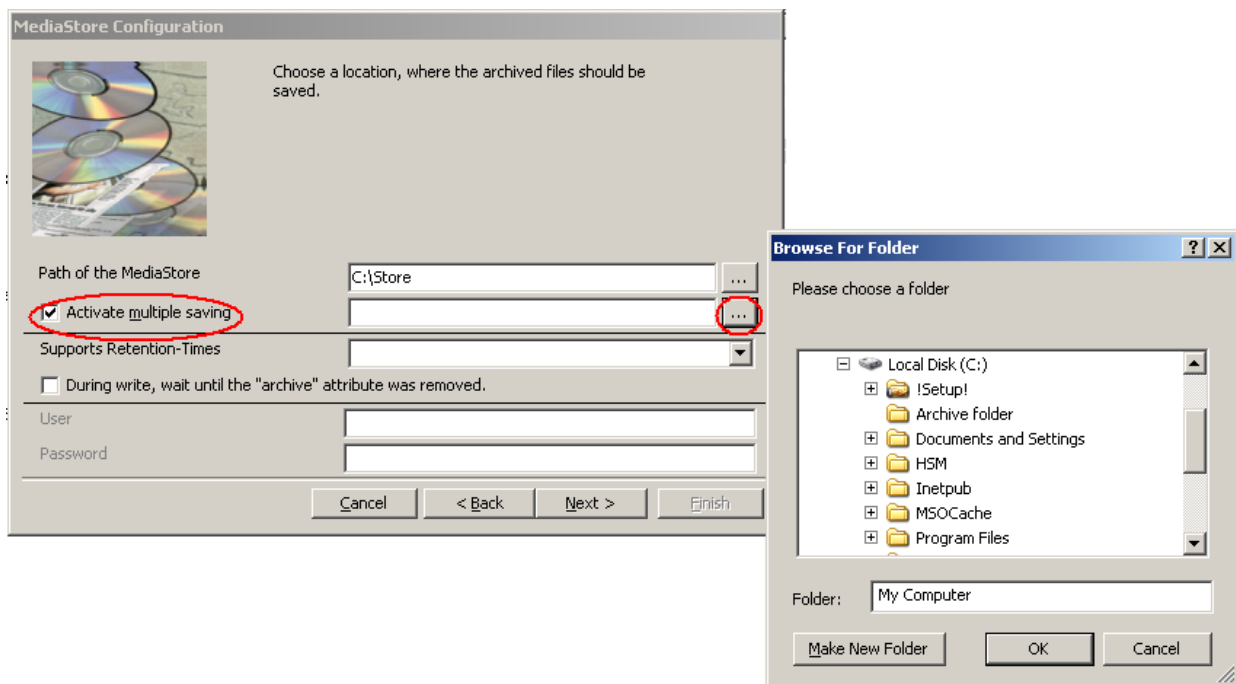 MediaStore Configuration
Choose a location, where the archived files should be
saved.
Path of the MediaStore
C:\Store
...
Activate multiple saving
...
Supports Retention-Times
During write, wait until the "archive" attribute was removed.
User
Password
Cancel
< Back
Next >
Finish
Browse For Folder
? X
Please choose a folder
Local Disk (C:)
!Setup!
Archive folder
Documents and Settings
HSM
Inetpub
MSOCache
Program Files
Folder:
My Computer
Make New Folder
OK
Cancel